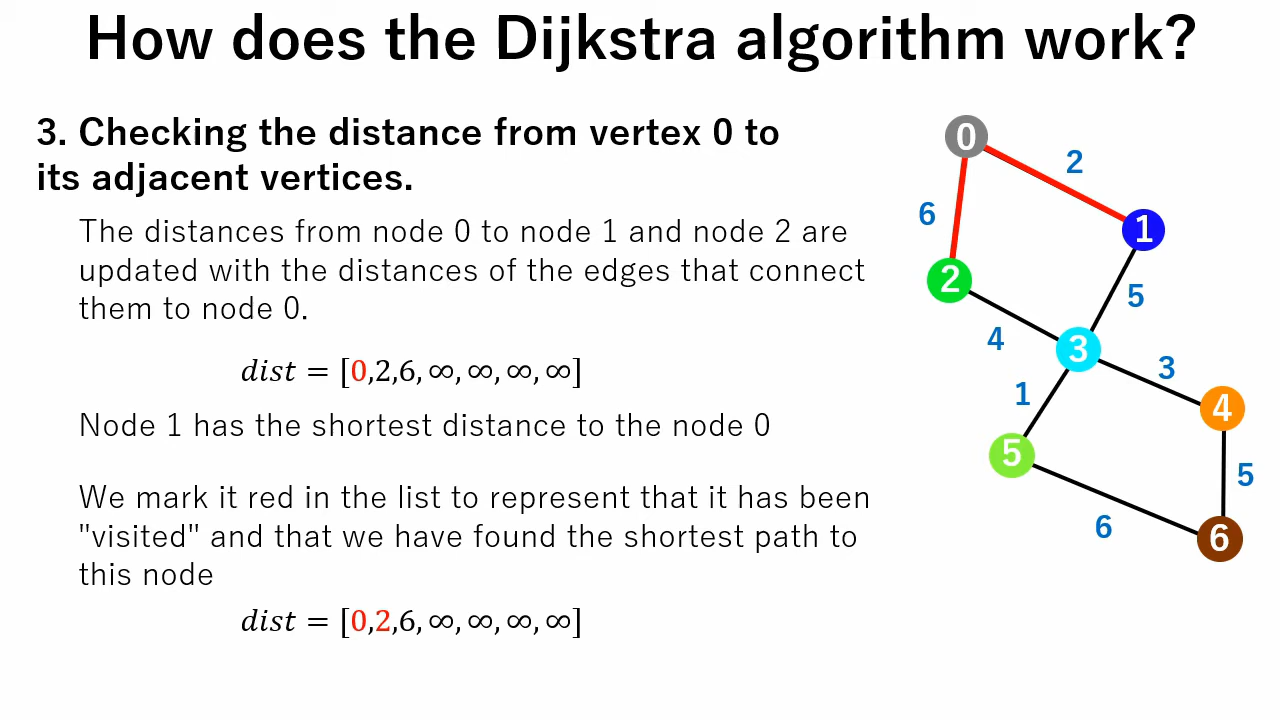 How does the Dijkstra algorithm work?
3. Checking the distance from vertex 0 to
its adjacent vertices.
The distances from node 0 to node 1 and node 2 are
updated with the distances of the edges that connect
them to node 0.
dist = [0,2,6, ∞, ∞, ∞, ∞]
Node 1 has the shortest distance to the node 0
We mark it red in the list to represent that it has been
"visited" and that we have found the shortest path to
this node
dist = [0,2,6, ∞, ∞, ∞, ∞]
0
2
6
1
2
5
4
3
3
1
4
5
5
6
6